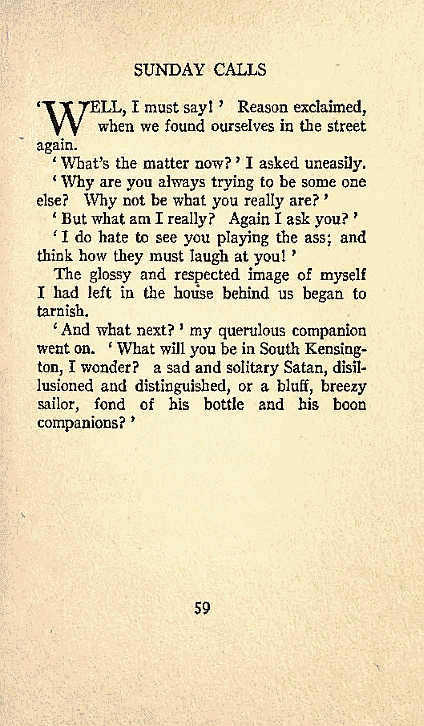 SUNDAY CALLS
‘WELL, I must say! ’ Reason exclaimed,
when we found ourselves in the street
again.
‘ What's the matter now? ’ I asked uneasily.
‘ Why are you always trying to be some one
else? Why not be what you really are? ’
‘ But what am I really? Again I ask you? ’
‘ I do hate to see you playing the ass; and
think how they must laugh at you! ’
The glossy and respected image of myself
I had left in the house behind us began to
tarnish.
‘ And what next? ’ my querulous companion
went on. ‘ What will you be in South Kensing-
ton, I wonder? a sad and solitary Satan, disil-
lusioned and distinguished, or a bluff, breezy
sailor, fond of his bottle and his boon
companions? ’
59